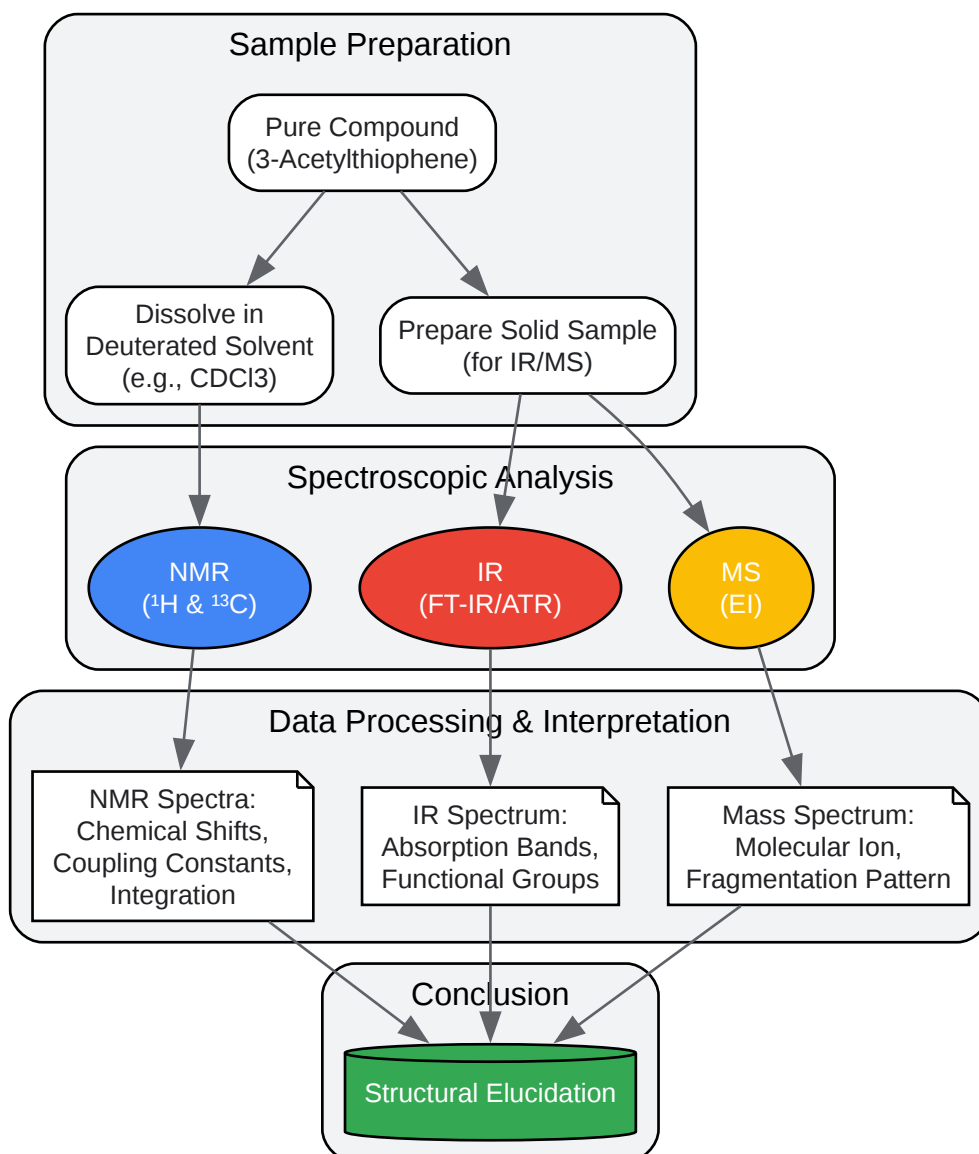 Sample Preparation
Pure Compound
(3-Acetylthiophene)
Dissolve in
Deuterated Solvent
(e.g., CDCl3)
Prepare Solid Sample
(for IR/MS)
Spectroscopic Analysis
NMR
(¹H & ¹³C)
IR
(FT-IR/ATR)
MS
(EI)
Data Processing & Interpretation
NMR Spectra:
Chemical Shifts,
Coupling Constants,
Integration
IR Spectrum:
Absorption Bands,
Functional Groups
Mass Spectrum:
Molecular Ion,
Fragmentation Pattern
Conclusion
Structural Elucidation